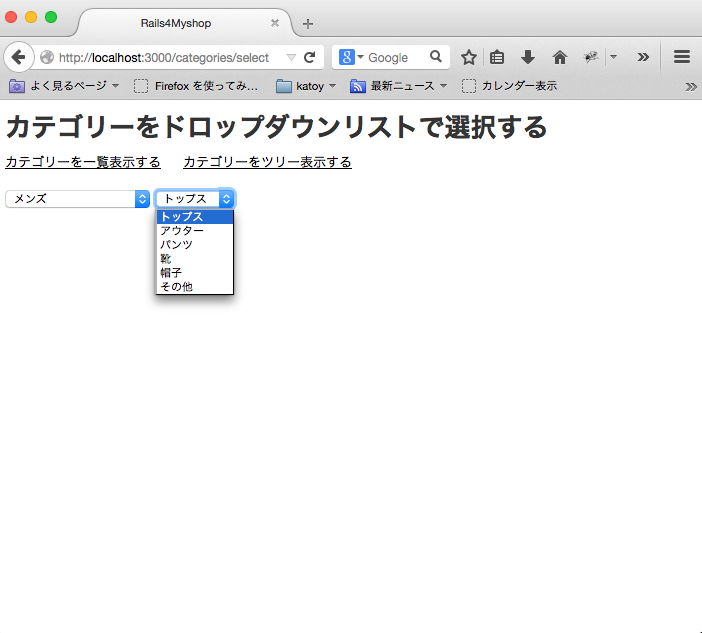 Rails4Myshop
http://localhost:3000/categories/select
Google
よく見るページ Firefox を使ってみ… katoy 最新ニュース カレンダー表示
カテゴリーをドロップダウンリストで選択する
カテゴリーを一覧表示する カテゴリーをツリー表示する
メンズ トップス
トップス
アウター
パンツ
靴
帽子
その他